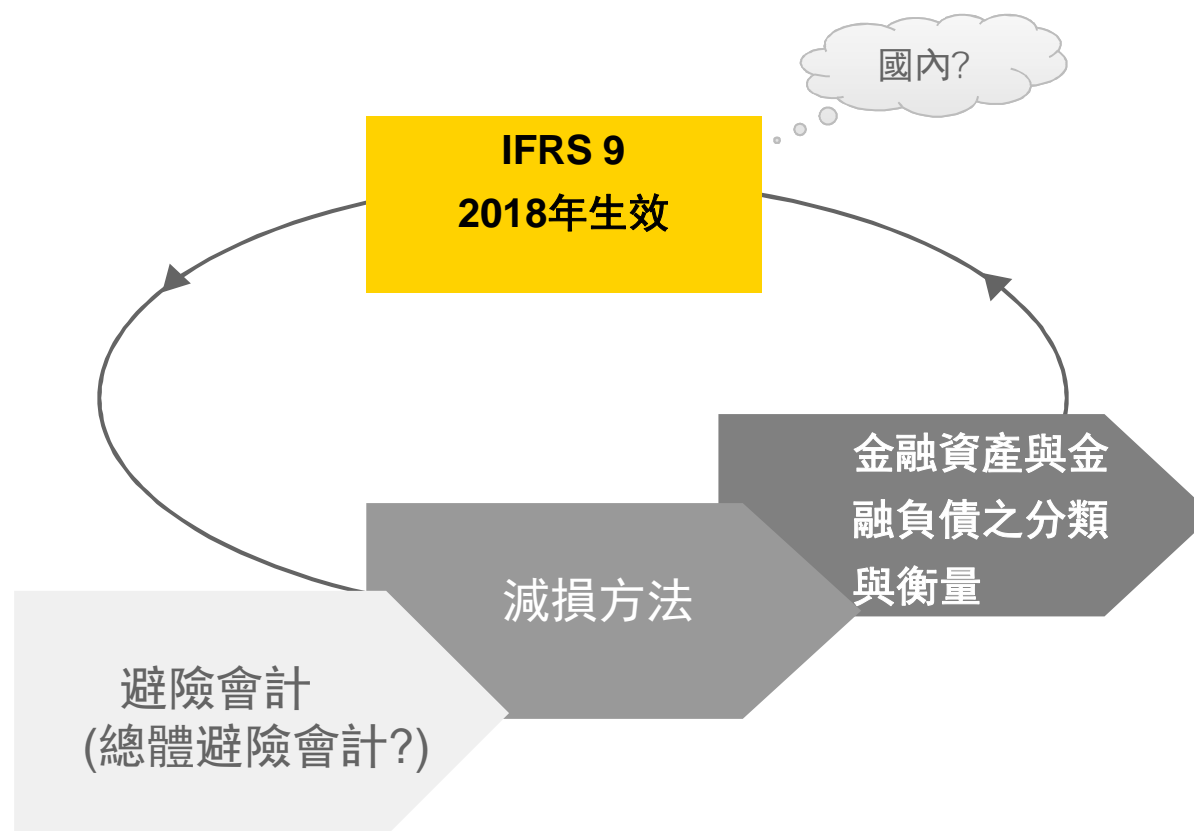 國內?
IFRS 9
2018年生效
金融資產與金
融負債之分類
與衡量
減損方法
避險會計
(總體避險會計?)